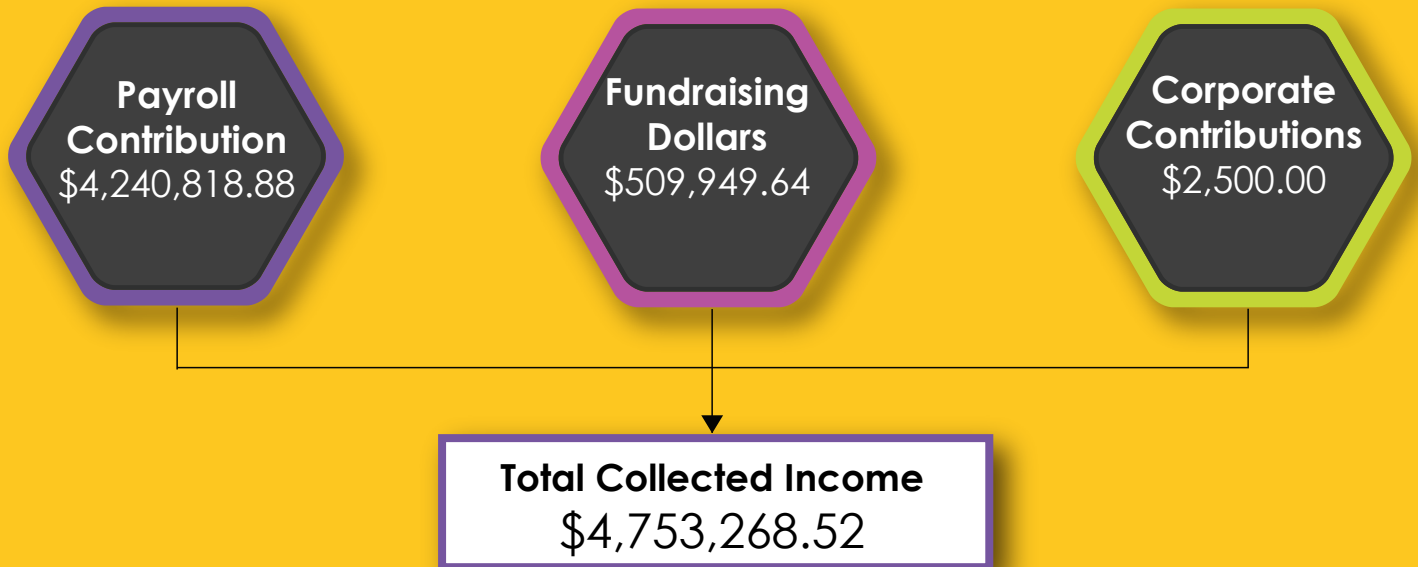 Payroll
Contribution
$4,240,818.88
Fundraising
Dollars
$509,949.64
Corporate
Contributions
$2,500.00
Total Collected Income
$4,753,268.52